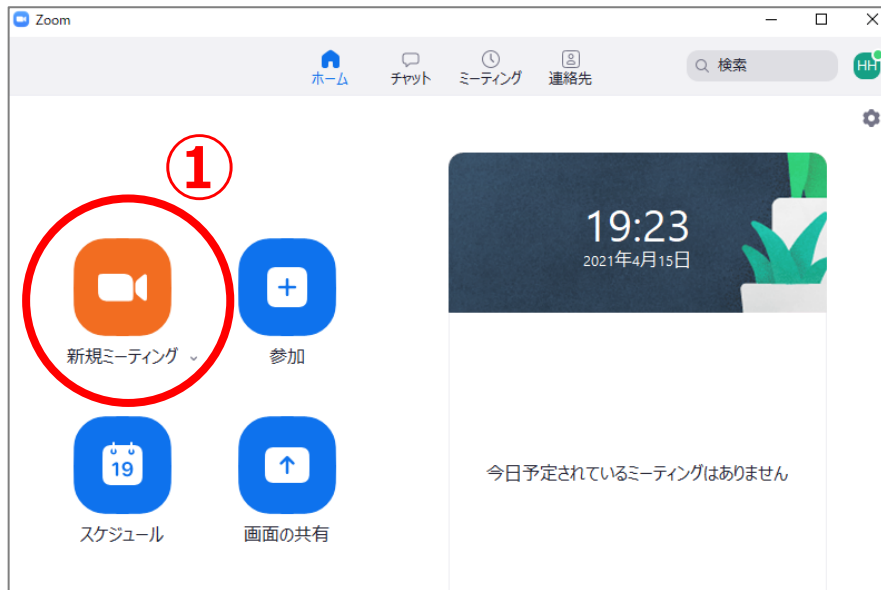 Zoom
ホーム
チャット
ミーティング
連絡先
検索
HH
①
19:23
2021年4月15日
新規ミーティング
参加
19
スケジュール
画面の共有
今日予定されているミーティングはありません